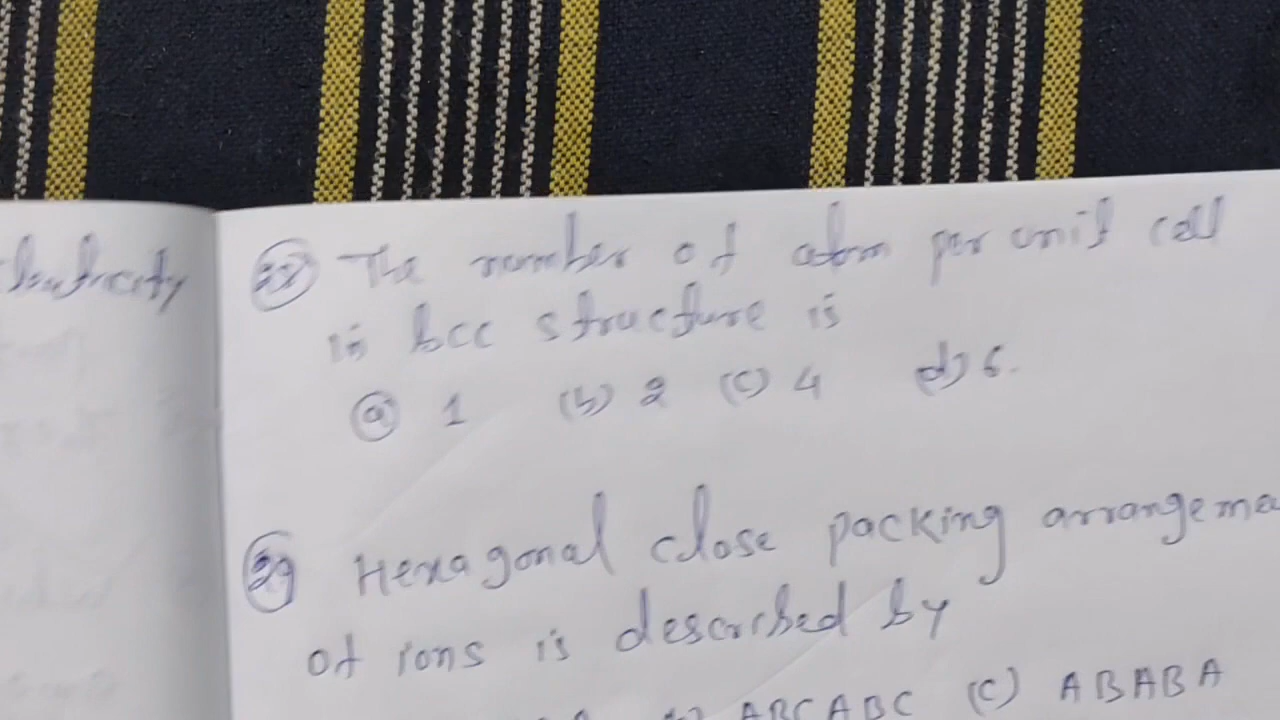 (28) The number of atom per unit cell
in bcc structure is
(a) 1 (b) 2 (c) 4 d) 6.
(29) Hexagonal close packing
of ions is described by
ABCABC (C) ABABA